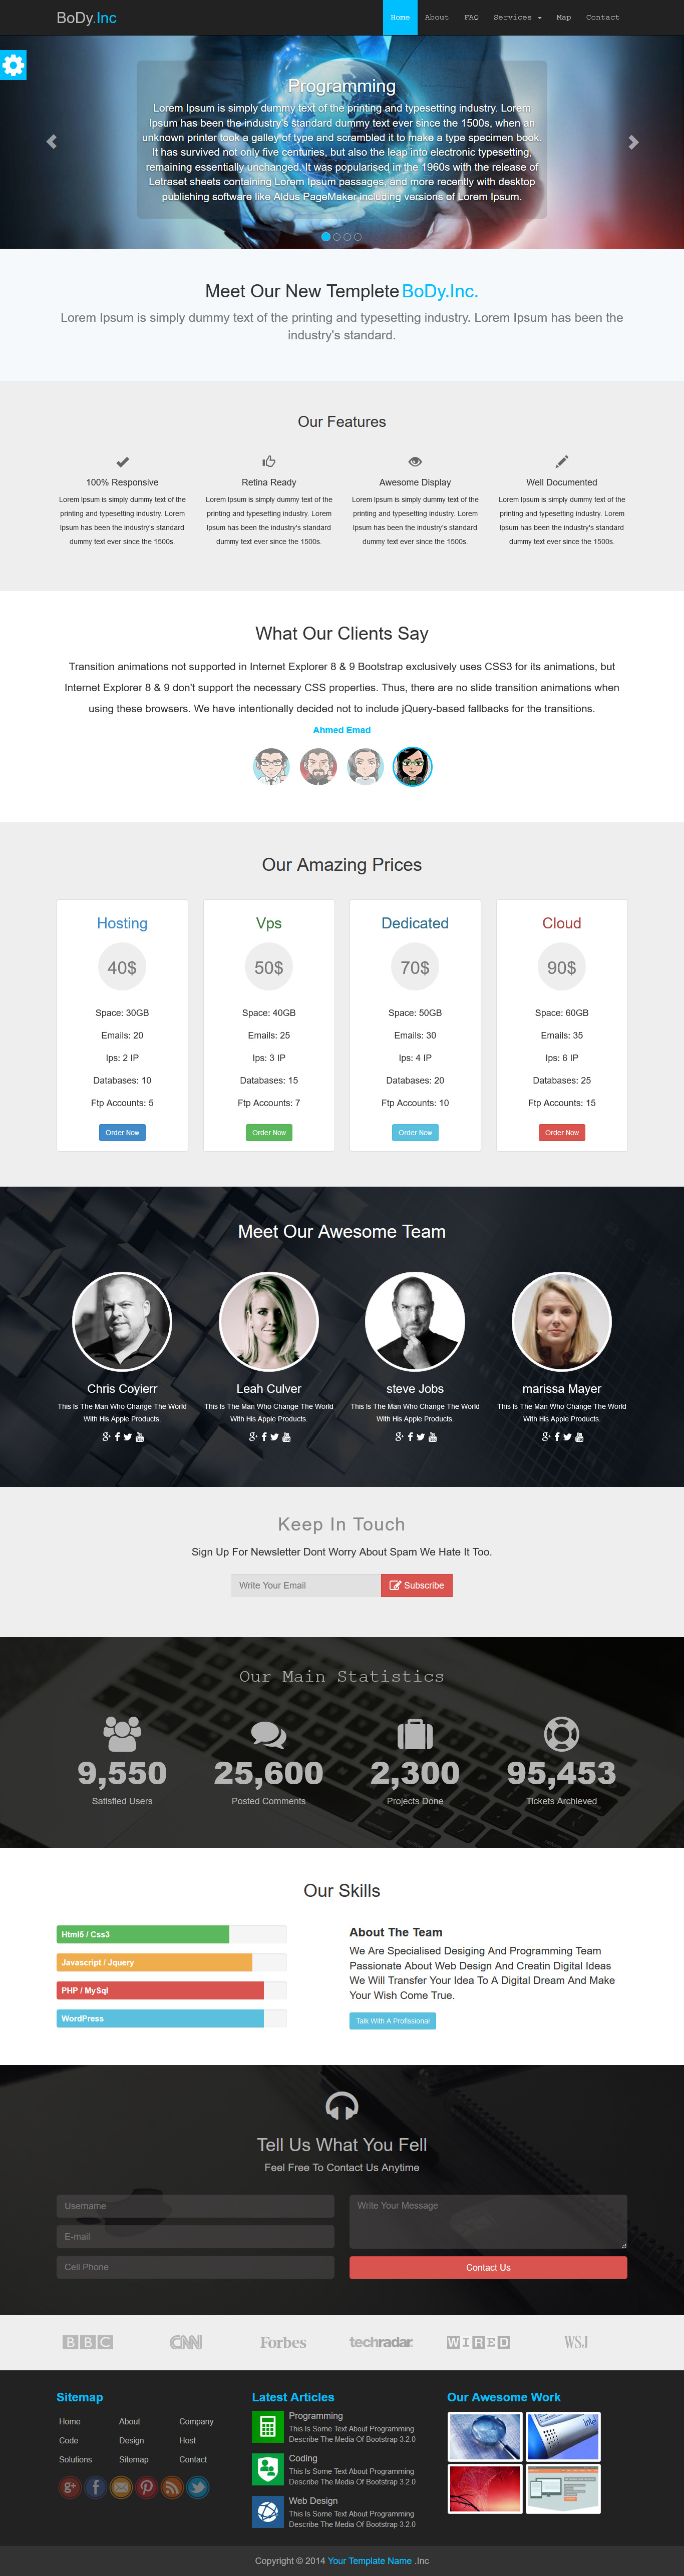 BoDy.Inc
Home About FAQ Services Map Contact
Programming
Lorem Ipsum is simply dummy text of the printing and typesetting industry. Lorem
Ipsum has been the industry's standard dummy text ever since the 1500s, when an
unknown printer took a galley of type and scrambled it to make a type specimen book.
It has survived not only five centuries, but also the leap into electronic typesetting,
remaining essentially unchanged. It was popularised in the 1960s with the release of
Letraset sheets containing Lorem Ipsum passages, and more recently with desktop
publishing software like Aldus PageMaker including versions of Lorem Ipsum.
Meet Our New Templete BoDy.Inc.
Lorem Ipsum is simply dummy text of the printing and typesetting industry. Lorem Ipsum has been the
industry's standard.
Our Features
100% Responsive
Lorem Ipsum is simply dummy text of the
printing and typesetting industry. Lorem
Ipsum has been the industry's standard
dummy text ever since the 1500s.
Retina Ready
Lorem Ipsum is simply dummy text of the
printing and typesetting industry. Lorem
Ipsum has been the industry's standard
dummy text ever since the 1500s.
Awesome Display
Lorem Ipsum is simply dummy text of the
printing and typesetting industry. Lorem
Ipsum has been the industry's standard
dummy text ever since the 1500s.
Well Documented
Lorem Ipsum is simply dummy text of the
printing and typesetting industry. Lorem
Ipsum has been the industry's standard
dummy text ever since the 1500s.
What Our Clients Say
Transition animations not supported in Internet Explorer 8 & 9 Bootstrap exclusively uses CSS3 for its animations, but
Internet Explorer 8 & 9 don't support the necessary CSS properties. Thus, there are no slide transition animations when
using these browsers. We have intentionally decided not to include jQuery-based fallbacks for the transitions.
Ahmed Emad
Our Amazing Prices
Hosting
40$
Space: 30GB
Emails: 20
Ips: 2 IP
Databases: 10
Ftp Accounts: 5
Order Now
Vps
50$
Space: 40GB
Emails: 25
Ips: 3 IP
Databases: 15
Ftp Accounts: 7
Order Now
Dedicated
70$
Space: 50GB
Emails: 30
Ips: 4 IP
Databases: 20
Ftp Accounts: 10
Order Now
Cloud
90$
Space: 60GB
Emails: 35
Ips: 6 IP
Databases: 25
Ftp Accounts: 15
Order Now
Meet Our Awesome Team
Chris Coyierr
This Is The Man Who Change The World
With His Apple Products.
Leah Culver
This Is The Man Who Change The World
With His Apple Products.
steve Jobs
This Is The Man Who Change The World
With His Apple Products.
marissa Mayer
This Is The Man Who Change The World
With His Apple Products.
Keep In Touch
Sign Up For Newsletter Dont Worry About Spam We Hate It Too.
Write Your Email
Subscribe
Our Main Statistics
9,550
Satisfied Users
25,600
Posted Comments
2,300
Projects Done
95,453
Tickets Archieved
Our Skills
Html5 / Css3
Javascript / Jquery
PHP / MySql
WordPress
About The Team
We Are Specialised Desiging And Programming Team
Passionate About Web Design And Creatin Digital Ideas
We Will Transfer Your Idea To A Digital Dream And Make
Your Wish Come True.
Talk With A Profissional
Tell Us What You Fell
Feel Free To Contact Us Anytime
Username
E-mail
Cell Phone
Write Your Message
Contact Us
BBC CNN Forbes techradar. WIRED WSJ
Sitemap
Home About Company
Code Design Host
Solutions Sitemap Contact
Latest Articles
Programming
This Is Some Text About Programming
Describe The Media Of Bootstrap 3.2.0
Coding
This Is Some Text About Programming
Describe The Media Of Bootstrap 3.2.0
Web Design
This Is Some Text About Programming
Describe The Media Of Bootstrap 3.2.0
Our Awesome Work
intel
Copyright © 2014 Your Template Name .Inc